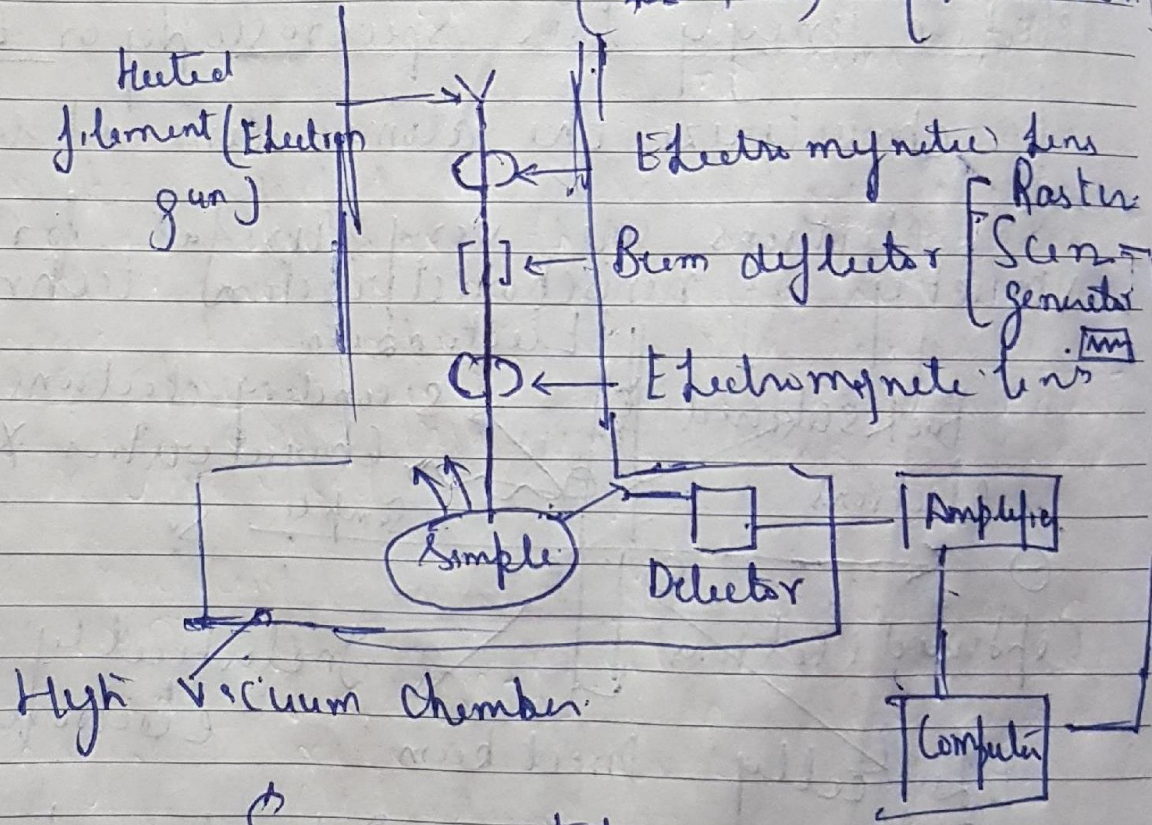 Heated
filement (Electron
gun)
Electromagnetic Lens
Beam deflector [Raster
Scan-
generator
Electromagnetic lens
Sample
Detector
Amplifier
High Vacuum Chamber.
Computer